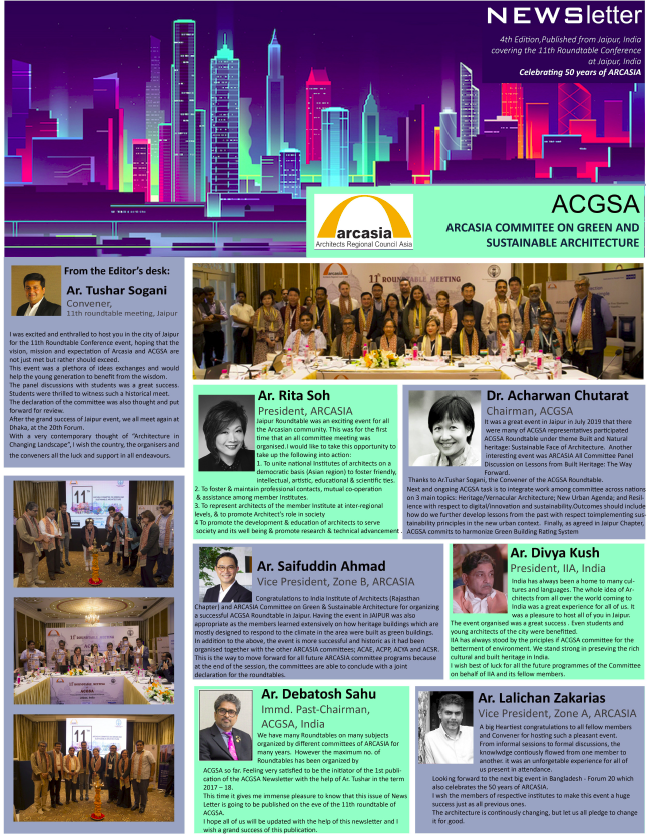 NEWSletter
4th Edition,Published from Jaipur, India
covering the 11th Roundtable Conference
at Jaipur, India
Celebrating 50 years of ARCASIA
arcasia
Architects Regional Council Asia
ACGSA
ARCASIA COMMITEE ON GREEN AND
SUSTAINABLE ARCHITECTURE
From the Editor's desk:
Ar. Tushar Sogani
Convener,
11th roundtable meeting, Jaipur
I was excited and enthralled to host you in the city of Jaipur
for the 11th Roundtable Conference event, hoping that the
vision, mission and expectation of Arcasia and ACGSA are
not just met but rather should exceed.
This event was a plethora of ideas exchanges and would
help the young generation to benefit from the wisdom.
The panel discussions with students was a great success.
Students were thrilled to witness such a historical meet.
The declaration of the committee was also thought and put
forward for review.
After the grand success of Jaipur event, we all meet again at
Dhaka, at the 20th Forum.
With a very contemporary thought of "Architecture in
Changing Landscape", I wish the country, the organisers and
the conveners all the luck and support in all endeavours.
11th ROUNDTABLE MEETING
Ar. Rita Soh
President, ARCASIA
Jaipur Roundtable was an exciting event for all
the Arcasian community. This was for the first
time that an all committee meeting was
organised.I would like to take this opportunity to
take up the following into action:
1. To unite national Institutes of architects on a
democratic basis (Asian region) to foster friendly,
intellectual, artistic, educational & scientific ties.
2. To foster & maintain professional contacts, mutual co-operation
& assistance among member Institutes.
3. To represent architects of the member Institute at inter-regional
levels, & to promote Architect's role in society
4 To promote the development & education of architects to serve
society and its well being & promote research & technical advancement .
Dr. Acharwan Chutarat
Chairman, ACGSA
It was a great event in Jaipur in July 2019 that there
were many of ACGSA representatives participated
ACGSA Roundtable under theme Built and Natural
heritage: Sustainable Face of Architecture. Another
interesting event was ARCASIA All Committee Panel
Discussion on Lessons from Built Heritage: The Way
Forward.
Thanks to Ar.Tushar Sogani, the Convener of the ACGSA Roundtable.
Next and ongoing ACGSA task is to integrate work among committee across nations
on 3 main topics: Heritage/Vernacular Architecture; New Urban Agenda; and Resil-
ience with respect to digital/innovation and sustainability.Outcomes should include
how do we further develop lessons from the past with respect toimplementing sus-
tainability principles in the new urban context. Finally, as agreed in Jaipur Chapter,
ACGSA commits to harmonize Green Building Rating System
Ar. Saifuddin Ahmad
Vice President, Zone B, ARCASIA
Congratulations to India Institute of Architects (Rajasthan
Chapter) and ARCASIA Committee on Green & Sustainable Architecture for organizing
a successful ACGSA Roundtable in Jaipur. Having the event in JAIPUR was also
appropriate as the members learned extensively on how heritage buildings which are
mostly designed to respond to the climate in the area were built as green buildings.
In addition to the above, the event is more successful and historic as it had been
organised together with the other ARCASIA committees; ACAE, ACPP, ACYA and ACSR.
This is the way to move forward for all future ARCASIA committee programs because
at the end of the session, the committees are able to conclude with a joint
declaration for the roundtables.
Ar. Divya Kush
President, IIA, India
India has always been a home to many cul-
tures and languages. The whole idea of Ar-
chitects from all over the world coming to
India was a great experience for all of us. It
was a pleasure to host all of you in Jaipur.
The event organised was a great success . Even students and
young architects of the city were benefitted.
IIA has always stood by the priciples if ACGSA committee for the
betterment of environment. We stand strong in preseving the rich
cultural and built heritage in India.
I wish best of luck for all the future programmes of the Committee
on behalf of IIA and its fellow members.
Ar. Debatosh Sahu
Immd. Past-Chairman,
ACGSA, India
We have many Roundtables on many subjects
organized by different committees of ARCASIA for
many years. However the maximum no. of
Roundtables has been organized by
ACGSA so far. Feeling very satisfied to be the initiator of the 1st publi-
cation of the ACGSA Newsletter with the help of Ar. Tushar in the term
2017 – 18.
This time it gives me immense pleasure to know that this issue of News
Letter is going to be published on the eve of the 11th roundtable of
ACGSA.
I hope all of us will be updated with the help of this newsletter and I
wish a grand success of this publication.
Ar. Lalichan Zakarias
Vice President, Zone A, ARCASIA
A big Heartiest congratulations to all fellow members
and Convener for hosting such a pleasant event.
From informal sessions to formal discussions, the
knowlwdge contiously flowed from one member to
another. it was an unforgetable experience for all of
us present in attendance.
Looking forward to the next big event in Bangladesh - Forum 20 which
also celebrates the 50 years of ARCASIA.
I wsh the members of respective institutes to make this event a huge
success just as all previous ones.
The architecture is continously changing, but let us all pledge to change
it for .good.